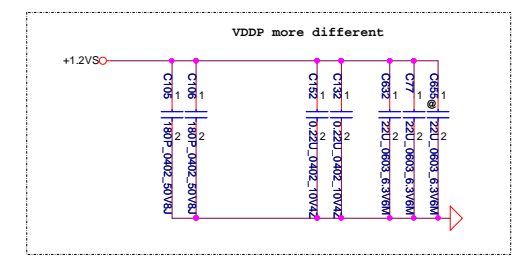 VDDP more different
+1.2VS
C105
1
2
180P_0402_50V8J
C106
1
2
180P_0402_50V8J
C152
1
2
0.22U_0402_10V4Z
C132
1
2
0.22U_0402_10V4Z
C632
1
2
22U_0603_6.3V6M
C77
1
2
22U_0603_6.3V6M
C655
@
1
2
22U_0603_6.3V6M